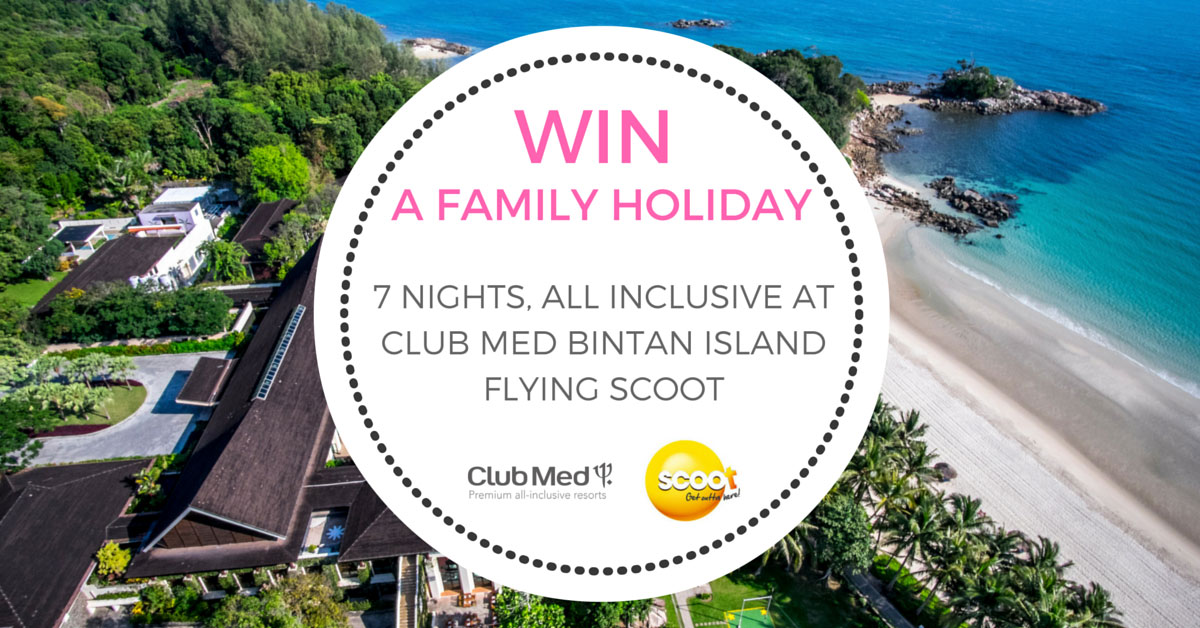 WIN
A FAMILY HOLIDAY
7 NIGHTS, ALL INCLUSIVE AT
CLUB MED BINTAN ISLAND
FLYING SCOOT
Club Med
Premium all-inclusive resorts
scoot
Get outta here!